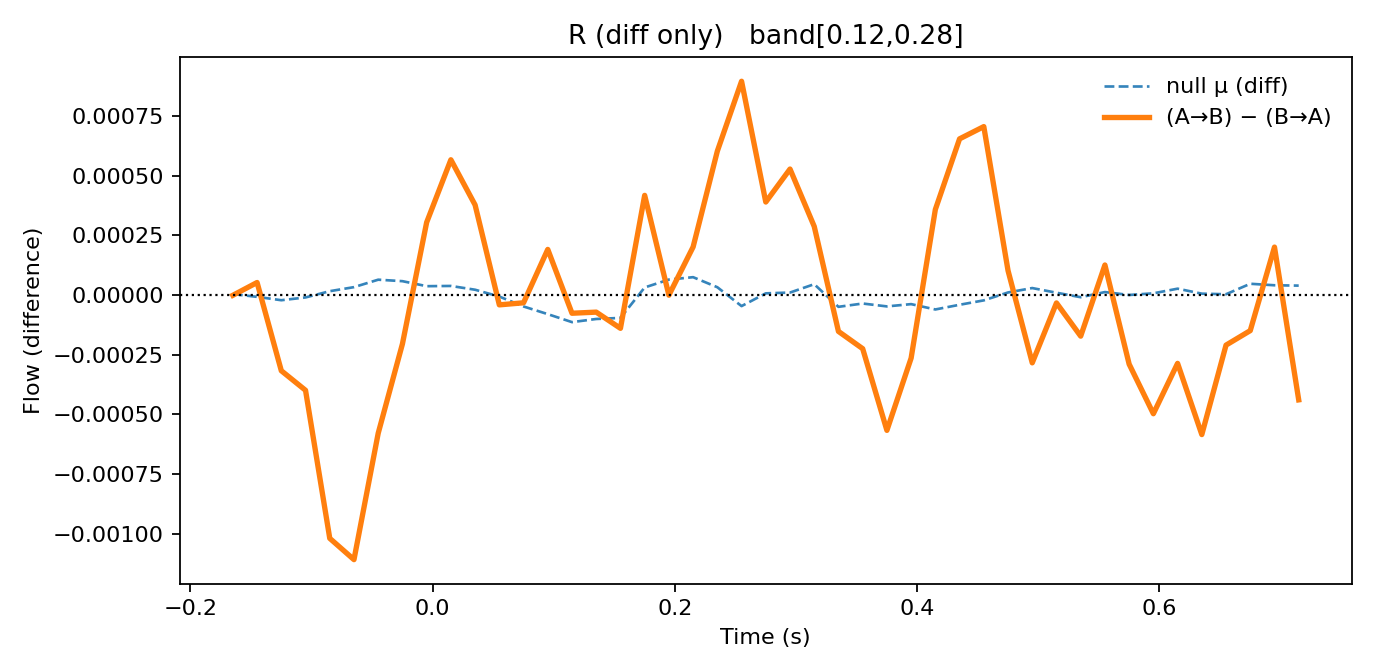 R (diff only) band[0.12,0.28]
null μ (diff)
(A→B) − (B→A)
0.00075
0.00050
0.00025
0.00000
−0.00025
−0.00050
−0.00075
−0.00100
Flow (difference)
−0.2 0.0 0.2 0.4 0.6
Time (s)